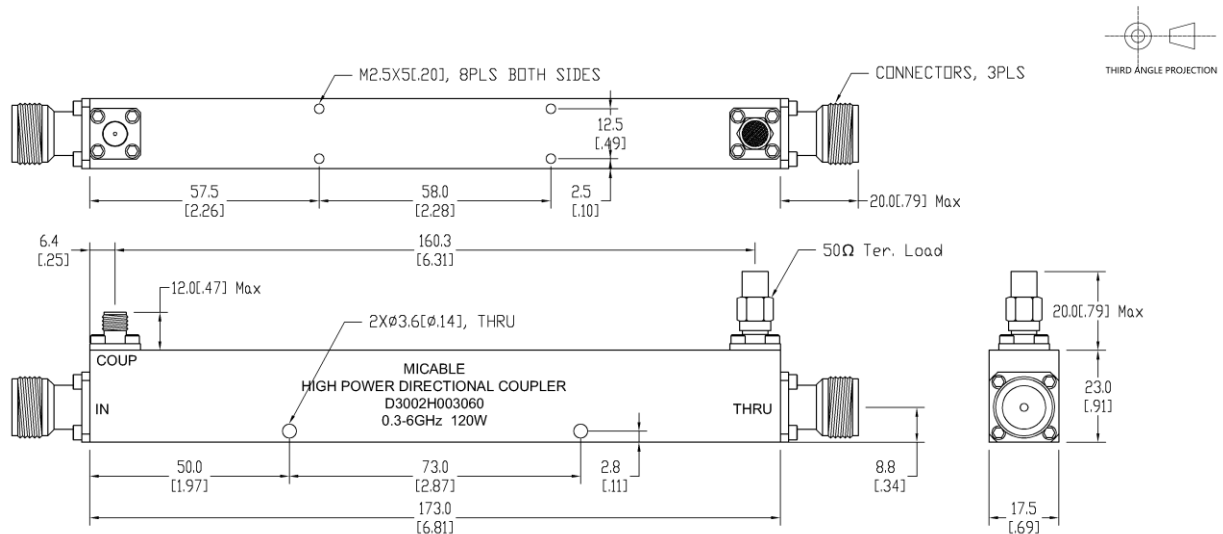 THIRD ANGLE PROJECTION
M2.5X5[.20], 8PLS BOTH SIDES
CONNECTORS, 3PLS
12.5
[.49]
57.5
[2.26]
58.0
[2.28]
2.5
[.10]
20.0[.79] Max
6.4
[.25]
160.3
[6.31]
50Ω Ter. Load
12.0[.47] Max
2Xø3.6[ø.14], THRU
20.0[.79] Max
COUP
MICABLE
HIGH POWER DIRECTIONAL COUPLER
D3002H003060
0.3-6GHz 120W
IN
THRU
23.0
[.91]
50.0
[1.97]
73.0
[2.87]
2.8
[.11]
8.8
[.34]
173.0
[6.81]
17.5
[.69]